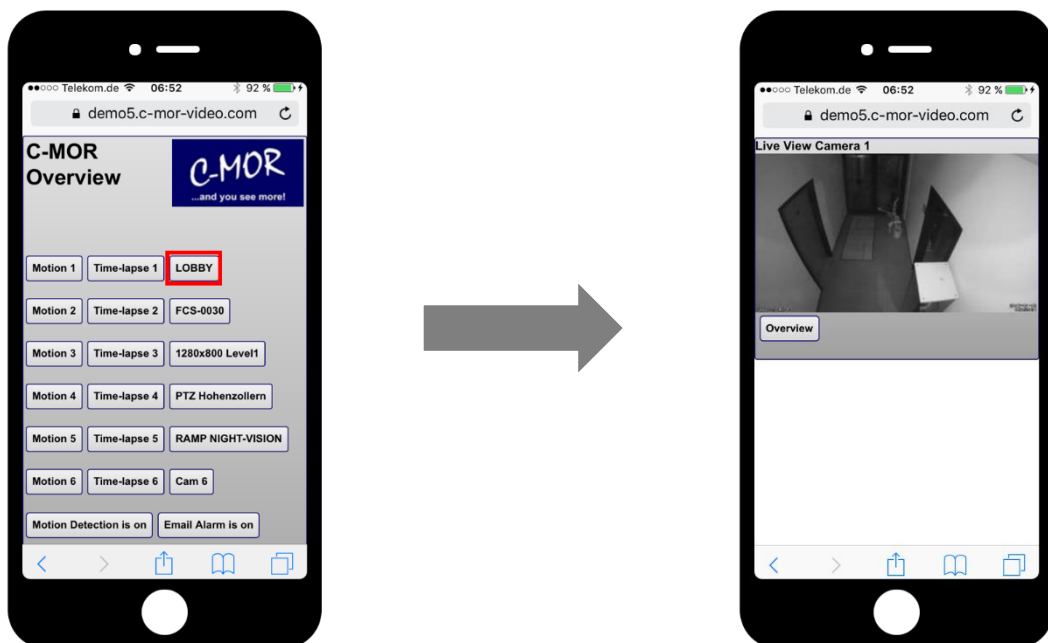 ●●○○○ Telekom.de 06:52 92 %
demo5.c-mor-video.com
C-MOR
Overview
C-MOR
...and you see more!
Motion 1 Time-lapse 1 LOBBY
Motion 2 Time-lapse 2 FCS-0030
Motion 3 Time-lapse 3 1280x800 Level1
Motion 4 Time-lapse 4 PTZ Hohenzollern
Motion 5 Time-lapse 5 RAMP NIGHT-VISION
Motion 6 Time-lapse 6 Cam 6
Motion Detection is on Email Alarm is on
●●○○○ Telekom.de 06:52 92 %
demo5.c-mor-video.com
Live View Camera 1
Overview